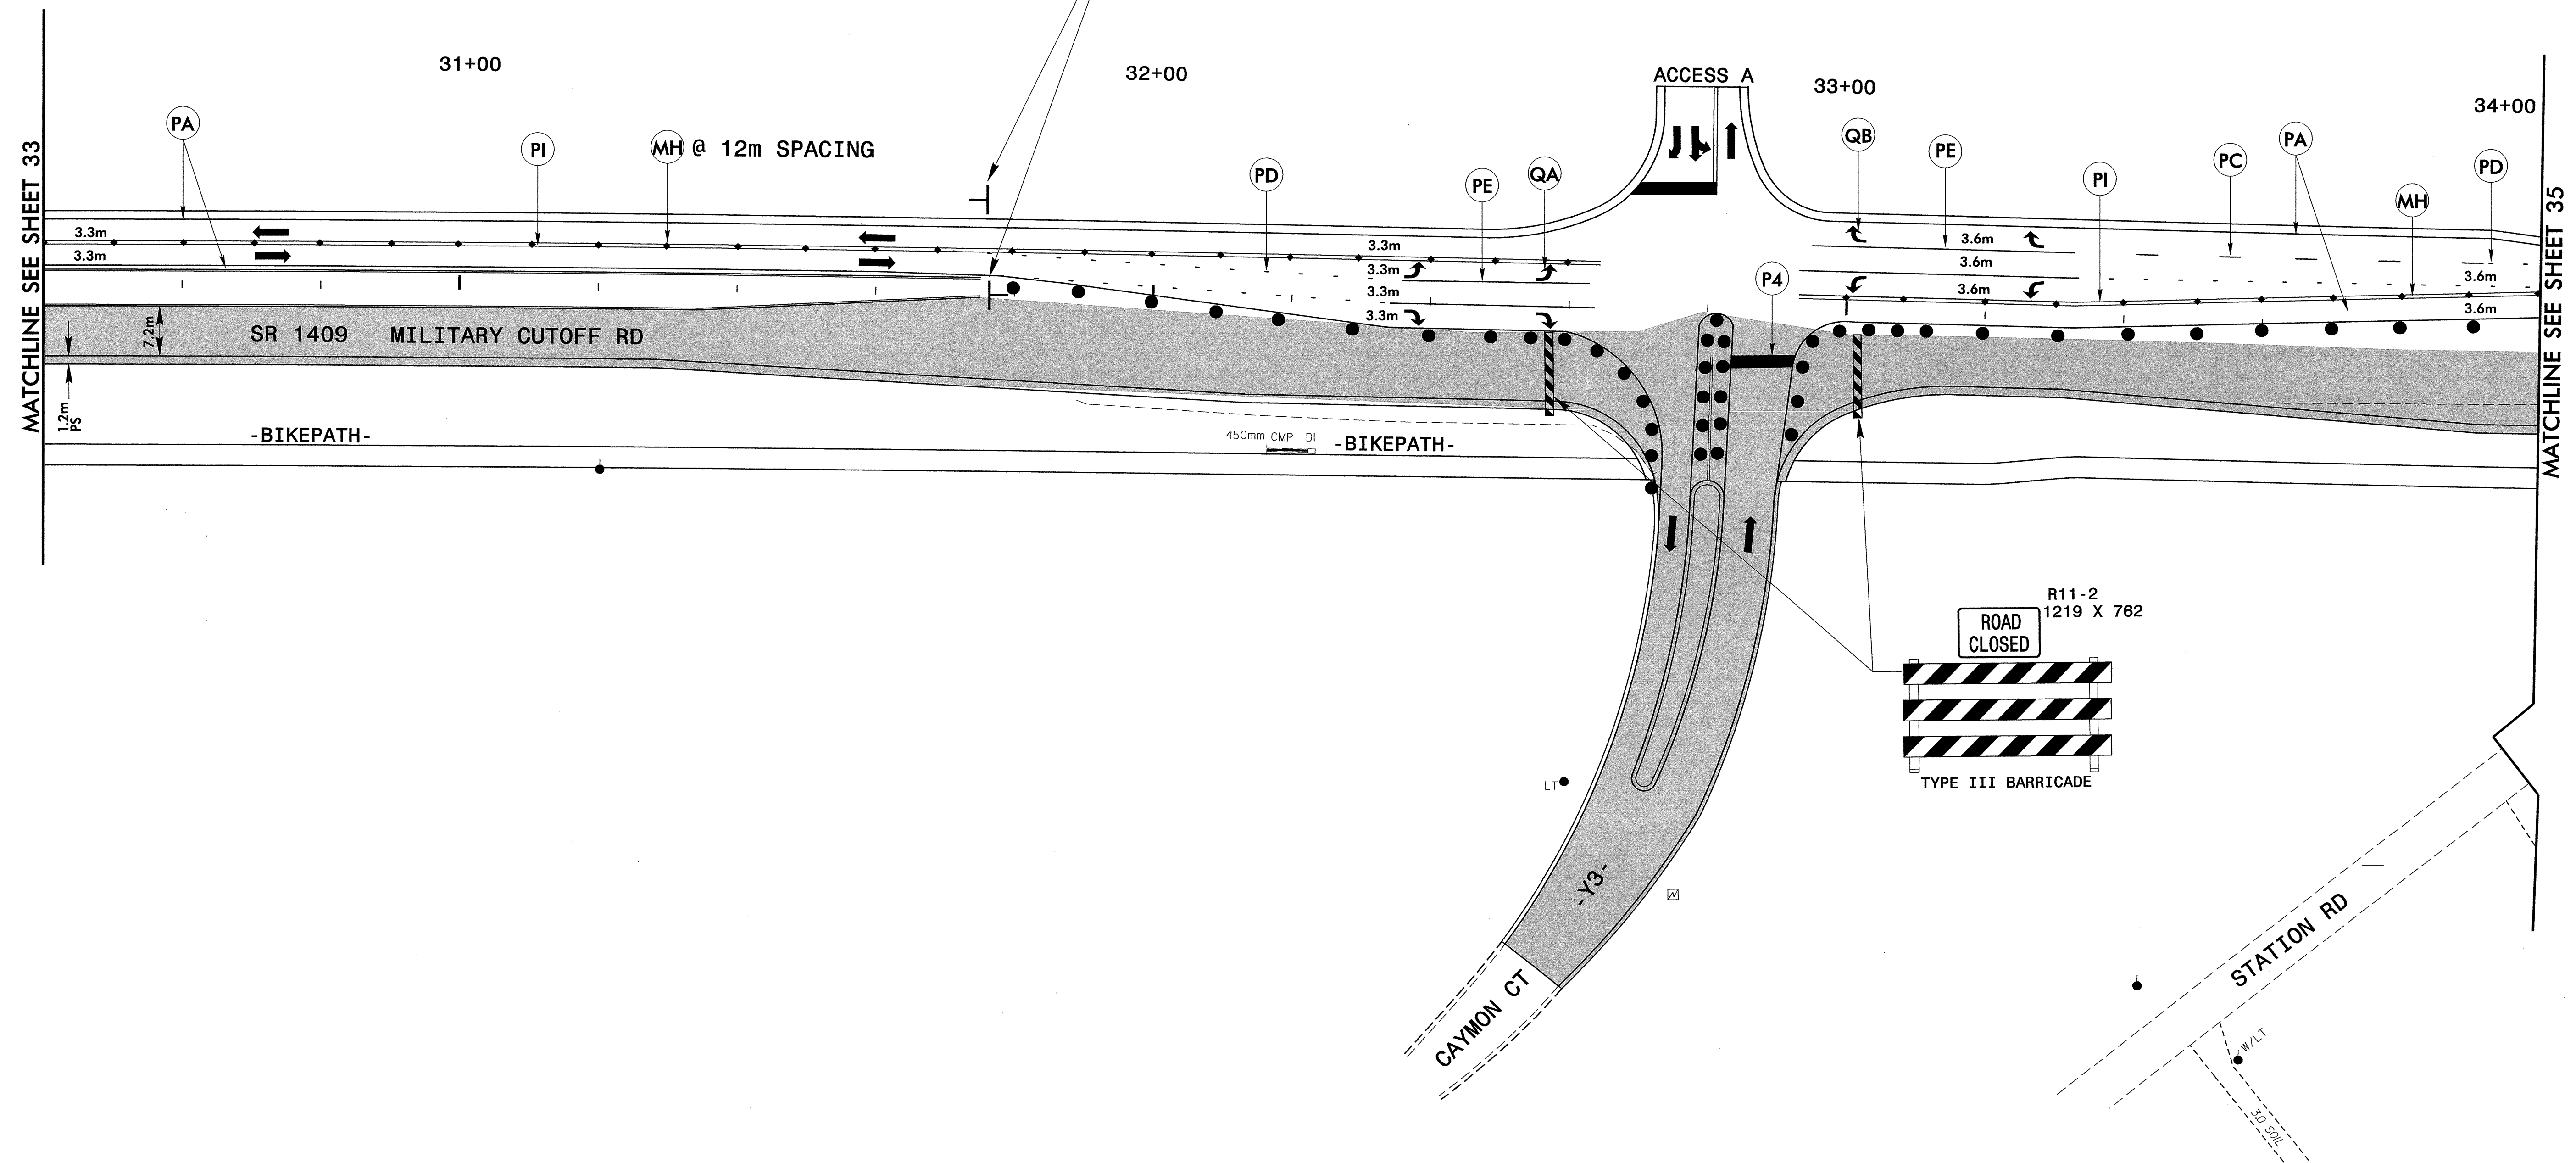 31+00
32+00
33+00
34+00
ACCESS A
MATCHLINE SEE SHEET 33
MATCHLINE SEE SHEET 35
PA
PI
MH @ 12m SPACING
PD
PE
QA
QB
PE
PI
PC
PA
MH
PD
P4
3.3m
3.3m
3.3m
3.3m
3.3m
3.3m
3.6m
3.6m
3.6m
3.6m
3.6m
7.2m
SR 1409 MILITARY CUTOFF RD
1.2m
PS
-BIKEPATH-
450mm CMP DI
-BIKEPATH-
R11-2
1219 X 762
ROAD
CLOSED
TYPE III BARRICADE
LT
-Y3-
CAYMON CT
STATION RD
W/LT
3.0 SOIL